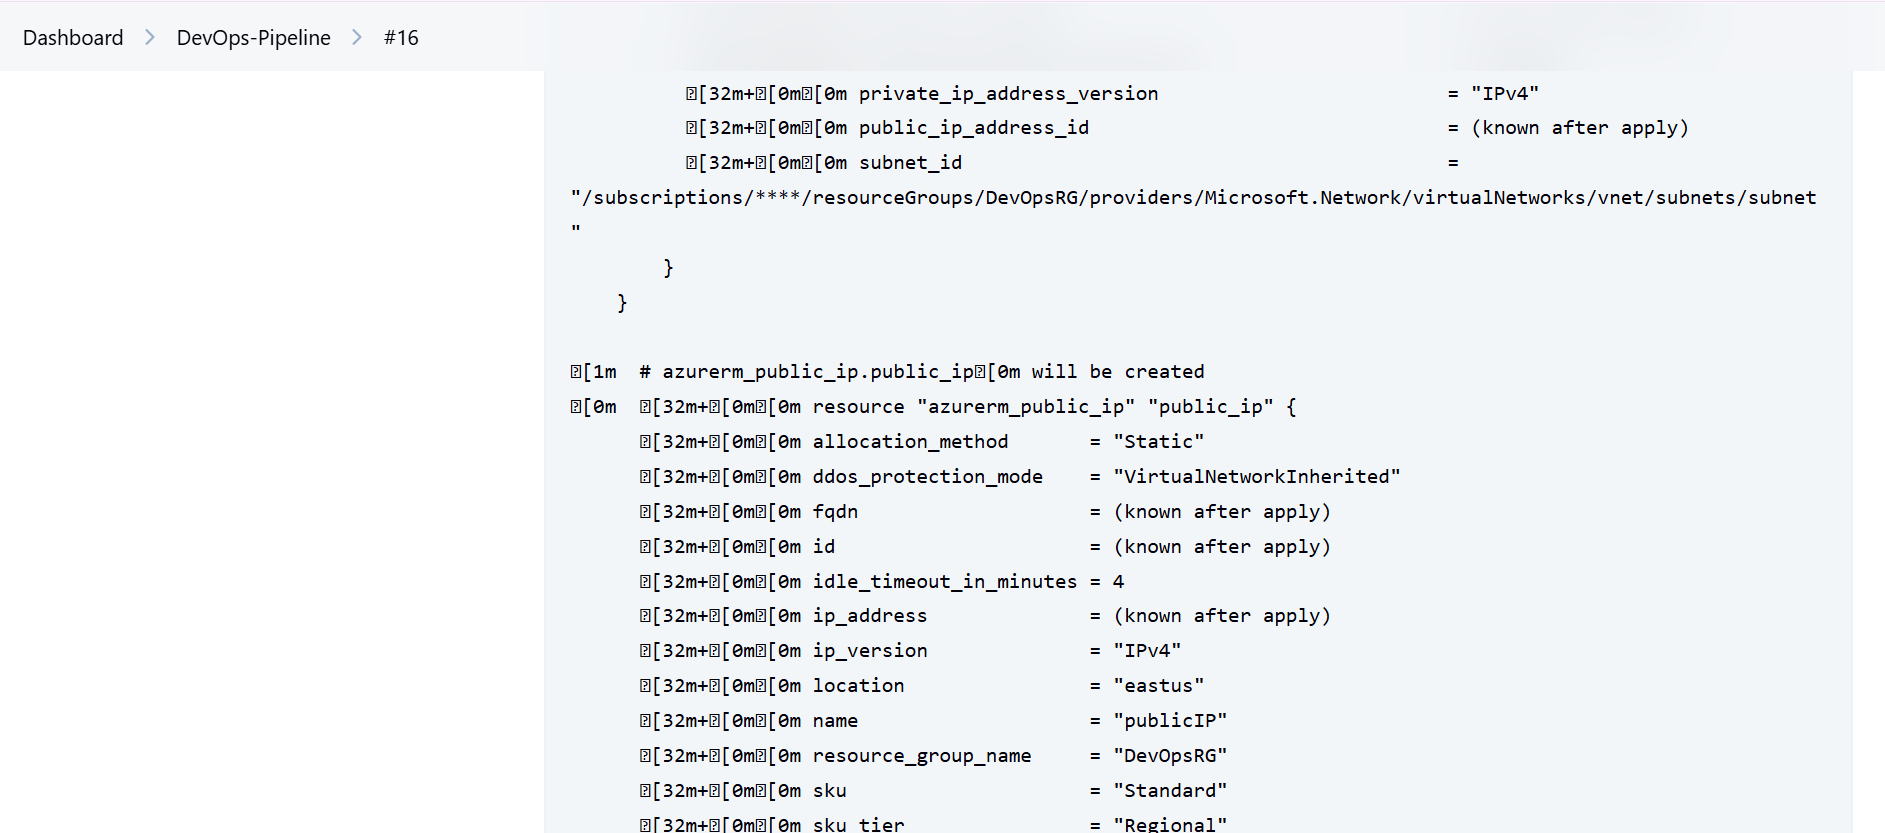 Dashboard > DevOps-Pipeline > #16
�[32m+�[0m�[0m private_ip_address_version = "IPv4"
�[32m+�[0m�[0m public_ip_address_id = (known after apply)
�[32m+�[0m�[0m subnet_id =
"/subscriptions/****/resourceGroups/DevOpsRG/providers/Microsoft.Network/virtualNetworks/vnet/subnets/subnet
"
}
}
�[1m # azurerm_public_ip.public_ip�[0m will be created
�[0m �[32m+�[0m�[0m resource "azurerm_public_ip" "public_ip" {
�[32m+�[0m�[0m allocation_method = "Static"
�[32m+�[0m�[0m ddos_protection_mode = "VirtualNetworkInherited"
�[32m+�[0m�[0m fqdn = (known after apply)
�[32m+�[0m�[0m id = (known after apply)
�[32m+�[0m�[0m idle_timeout_in_minutes = 4
�[32m+�[0m�[0m ip_address = (known after apply)
�[32m+�[0m�[0m ip_version = "IPv4"
�[32m+�[0m�[0m location = "eastus"
�[32m+�[0m�[0m name = "publicIP"
�[32m+�[0m�[0m resource_group_name = "DevOpsRG"
�[32m+�[0m�[0m sku = "Standard"
�[32m+�[0m�[0m sku_tier = "Regional"